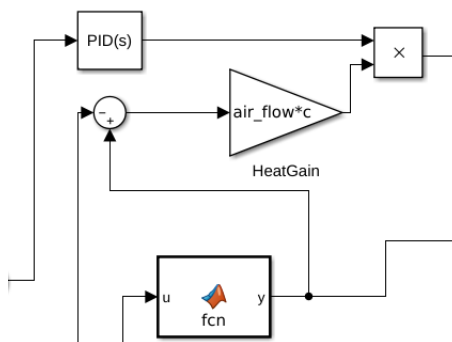 PID(s)
×
−
+
air_flow*c
HeatGain
u
y
fcn